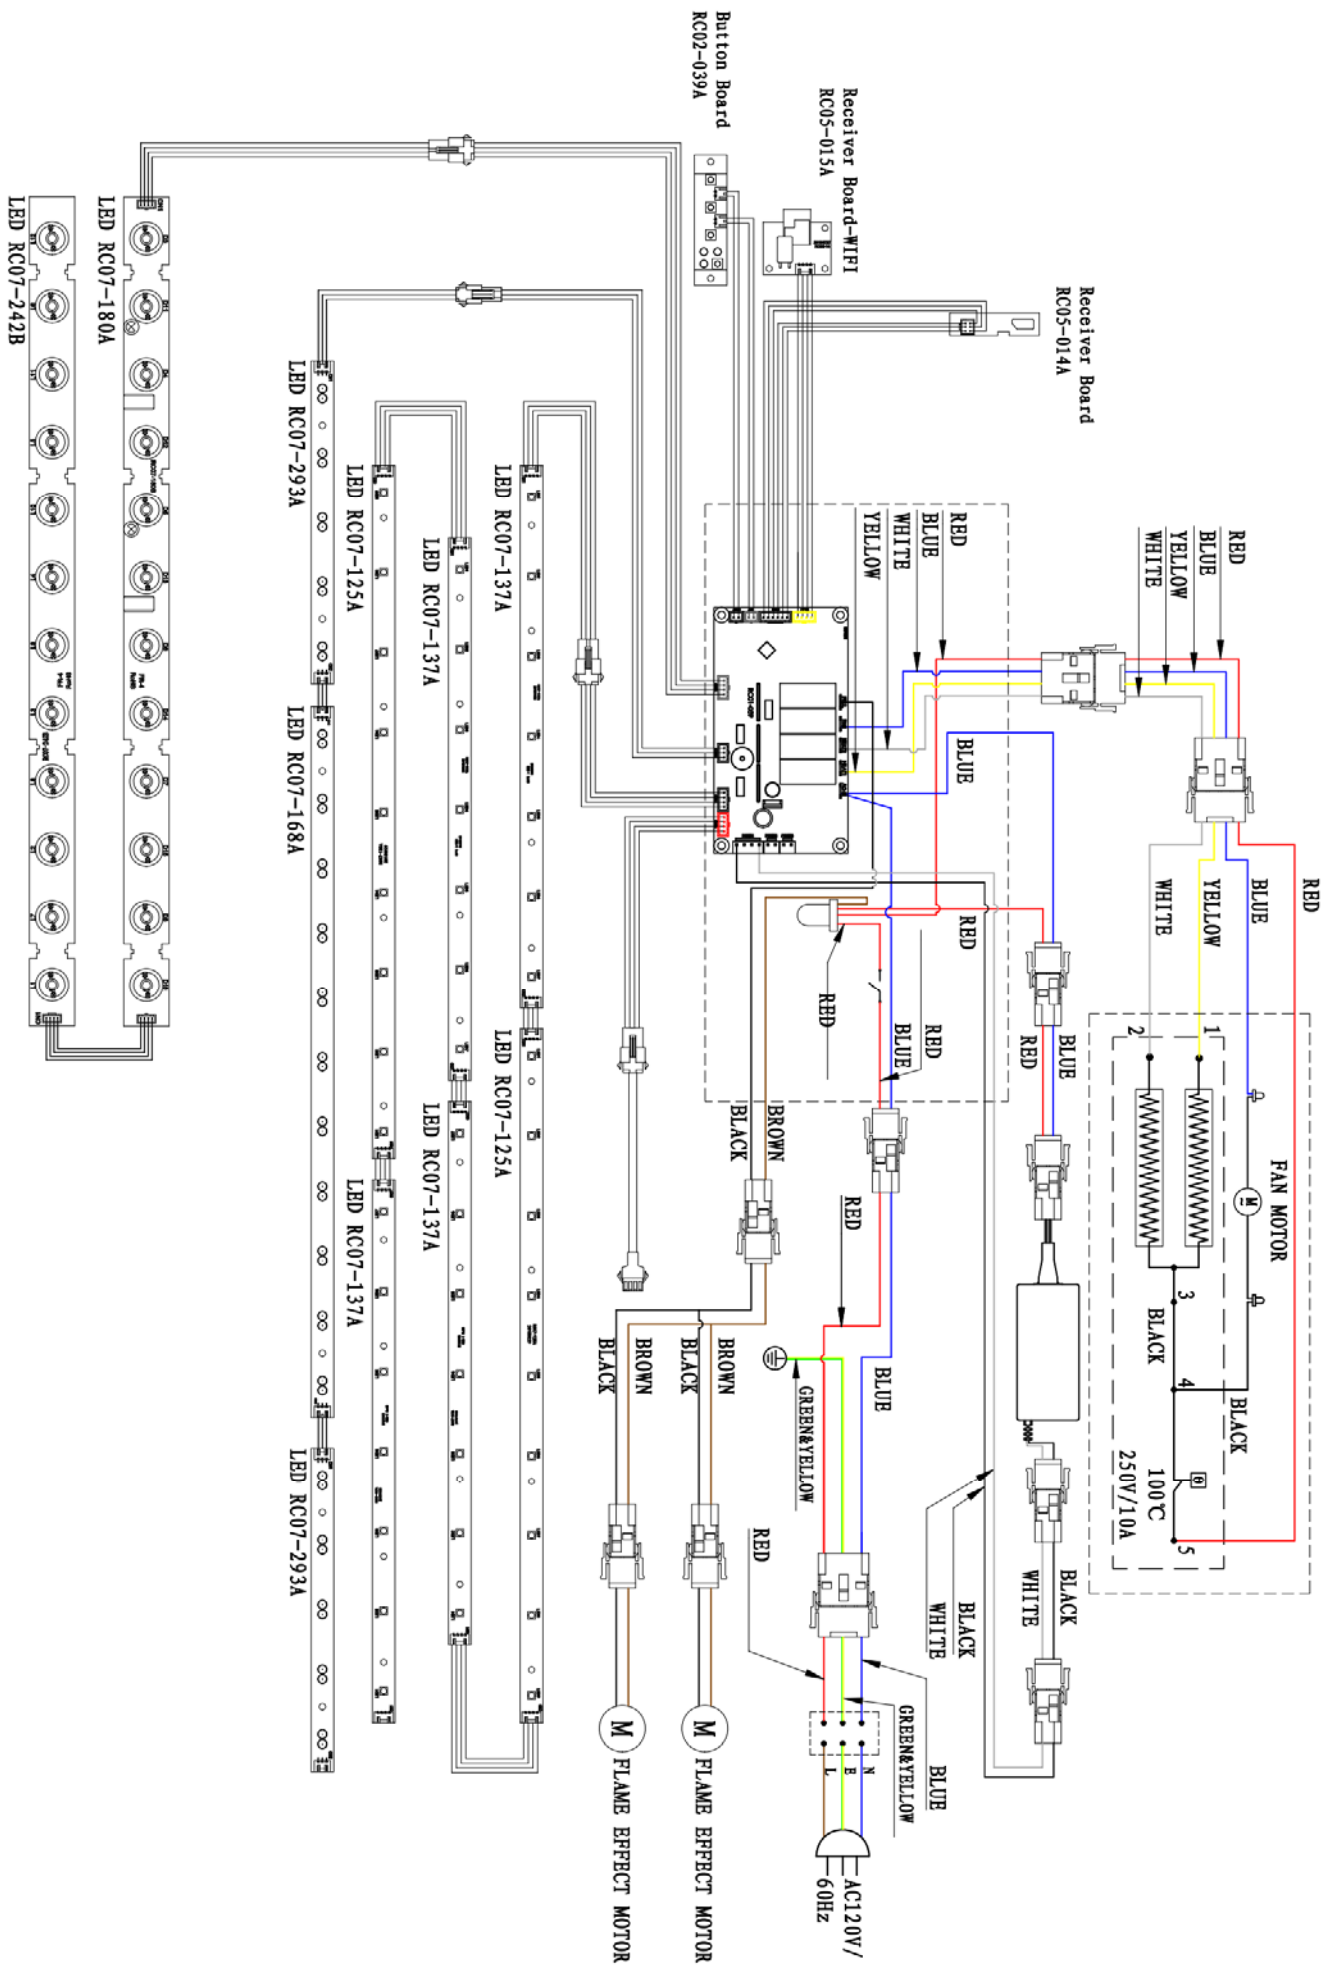 Button Board
RC02-039A
Receiver Board-WIFI
RC05-015A
Receiver Board
RC05-014A
LED RC07-242B
LED RC07-180A
LED RC07-293A
LED RC07-168A
LED RC07-293A
LED RC07-125A
LED RC07-137A
LED RC07-137A
LED RC07-137A
LED RC07-137A
LED RC07-125A
RED
BLUE
WHITE
YELLOW
RED
BLUE
YELLOW
WHITE
BLUE
RED
BLUE
YELLOW
WHITE
RED
RED
RED
BLUE
BLUE
RED
1
2
3
4
5
M
FAN MOTOR
BLACK
BLACK
θ
100℃
250V/10A
BROWN
BLACK
RED
BLUE
GREEN&YELLOW
BROWN
BLACK
BROWN
BLACK
BLACK
WHITE
BLACK
WHITE
RED
BLUE
GREEN&YELLOW
N
E
L
AC120V/
60Hz
M
FLAME EFFECT MOTOR
M
FLAME EFFECT MOTOR